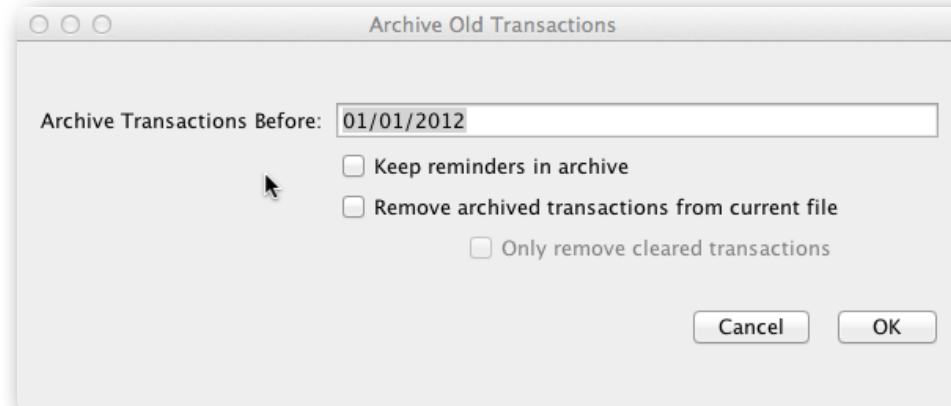 Archive Old Transactions
Archive Transactions Before: 01/01/2012
Keep reminders in archive
Remove archived transactions from current file
Only remove cleared transactions
Cancel OK